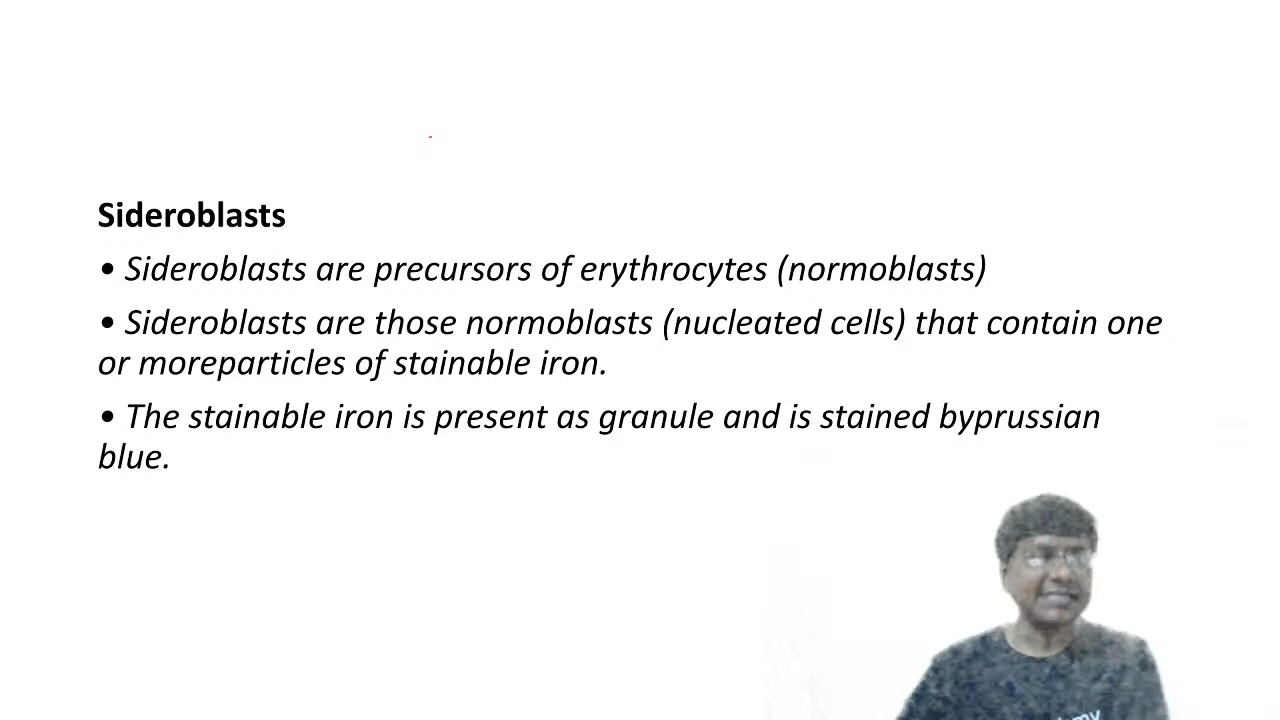 Sideroblasts
• Sideroblasts are precursors of erythrocytes (normoblasts)
• Sideroblasts are those normoblasts (nucleated cells) that contain one
or moreparticles of stainable iron.
• The stainable iron is present as granule and is stained byprussian
blue.